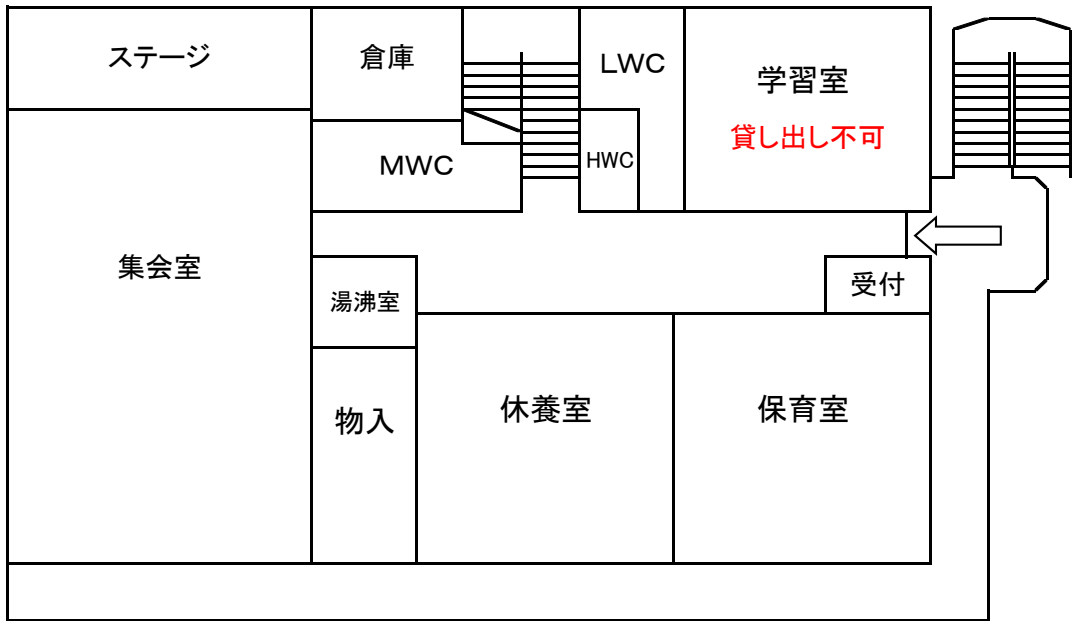 ステージ
倉庫
LWC
学習室
貸し出し不可
MWC
HWC
集会室
湯沸室
受付
物入
休養室
保育室